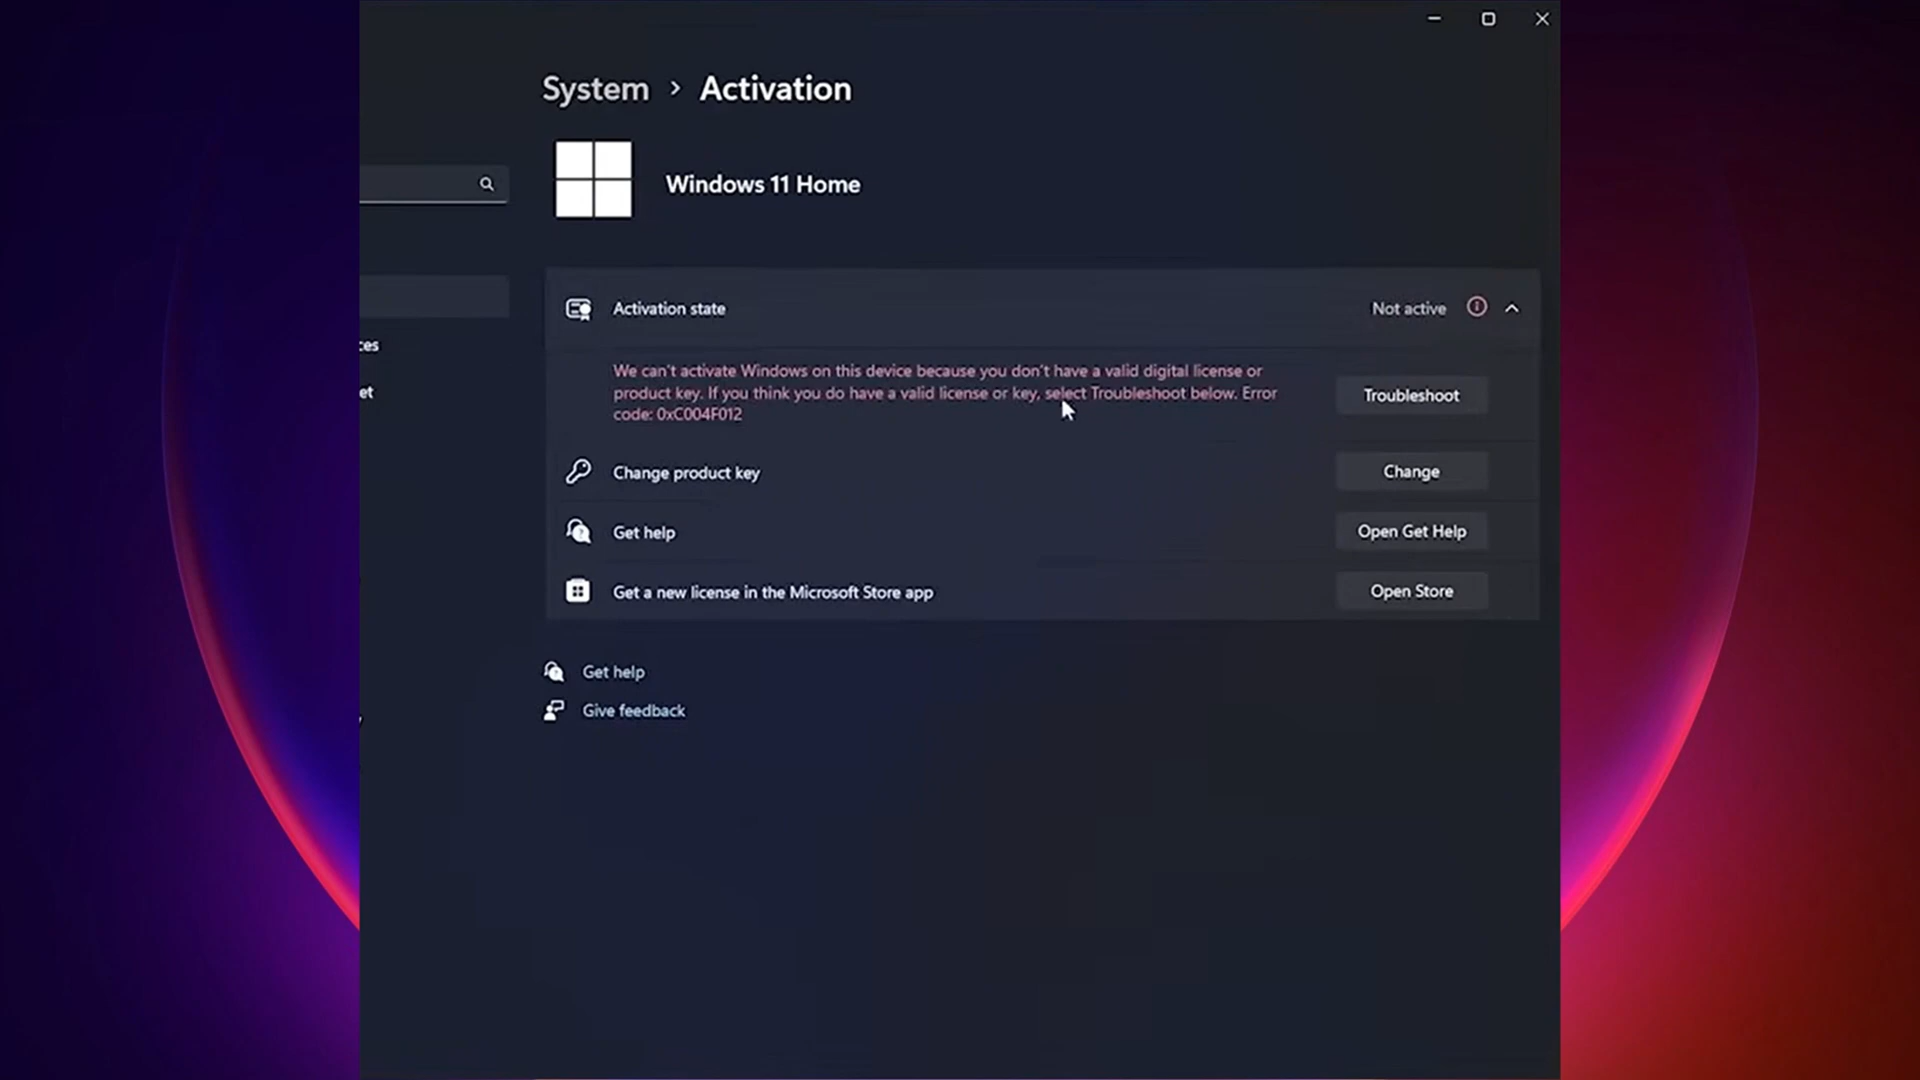 System > Activation
Windows 11 Home
Activation state
Not active
We can't activate Windows on this device because you don't have a valid digital license or
product key. If you think you do have a valid license or key, select Troubleshoot below. Error
code: 0xC004F012
Troubleshoot
Change product key
Change
Get help
Open Get Help
Get a new license in the Microsoft Store app
Open Store
ces
et
Get help
Give feedback